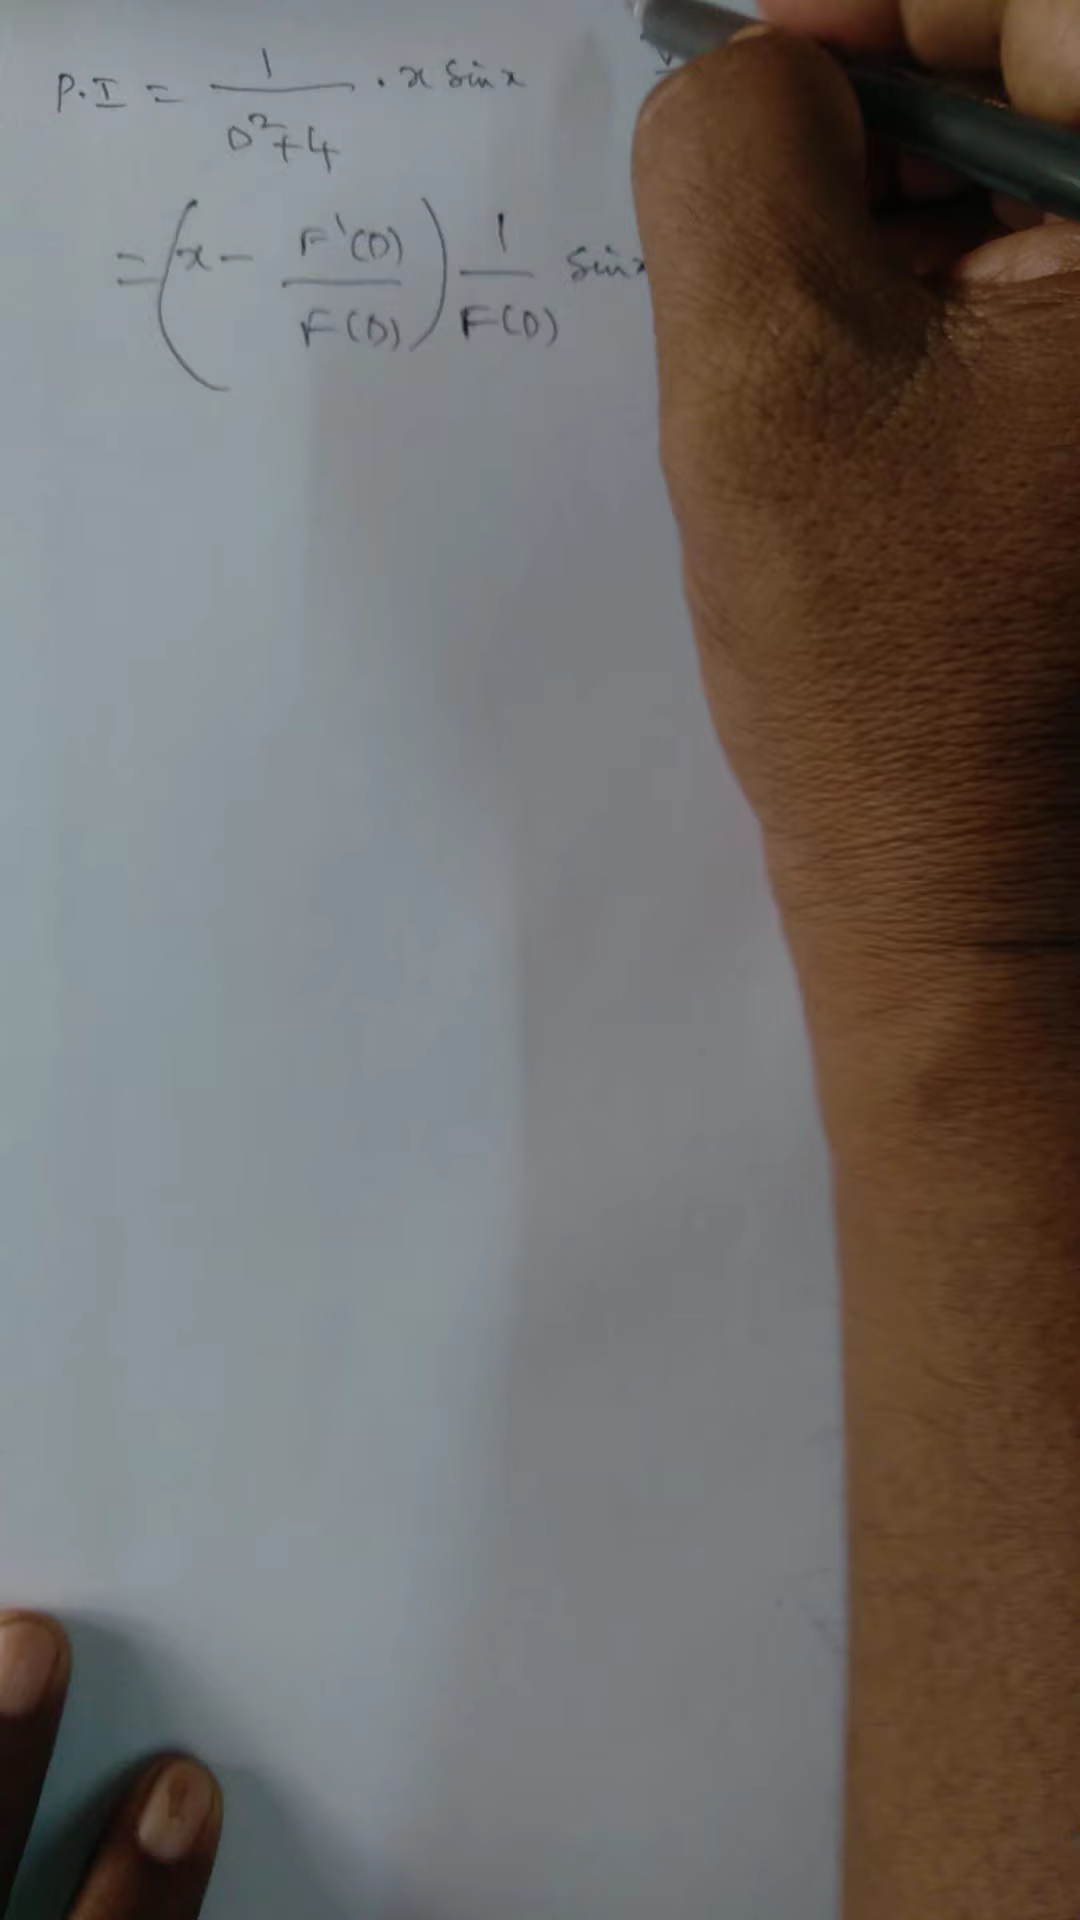 P.I = 1/(D²+4) · x Sin x
= (x - F'(D)/F(D)) 1/F(D) Sin x